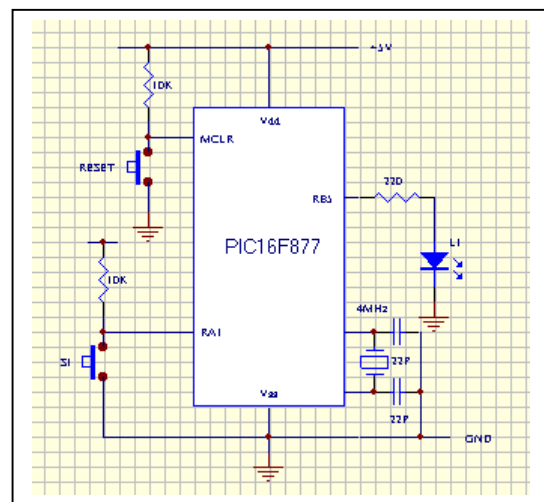 +5V
10K
Vdd
MCLR
RESET
220
RB5
L1
PIC16F877
10K
4MHz
RA1
S1
22P
Vss
22P
GND